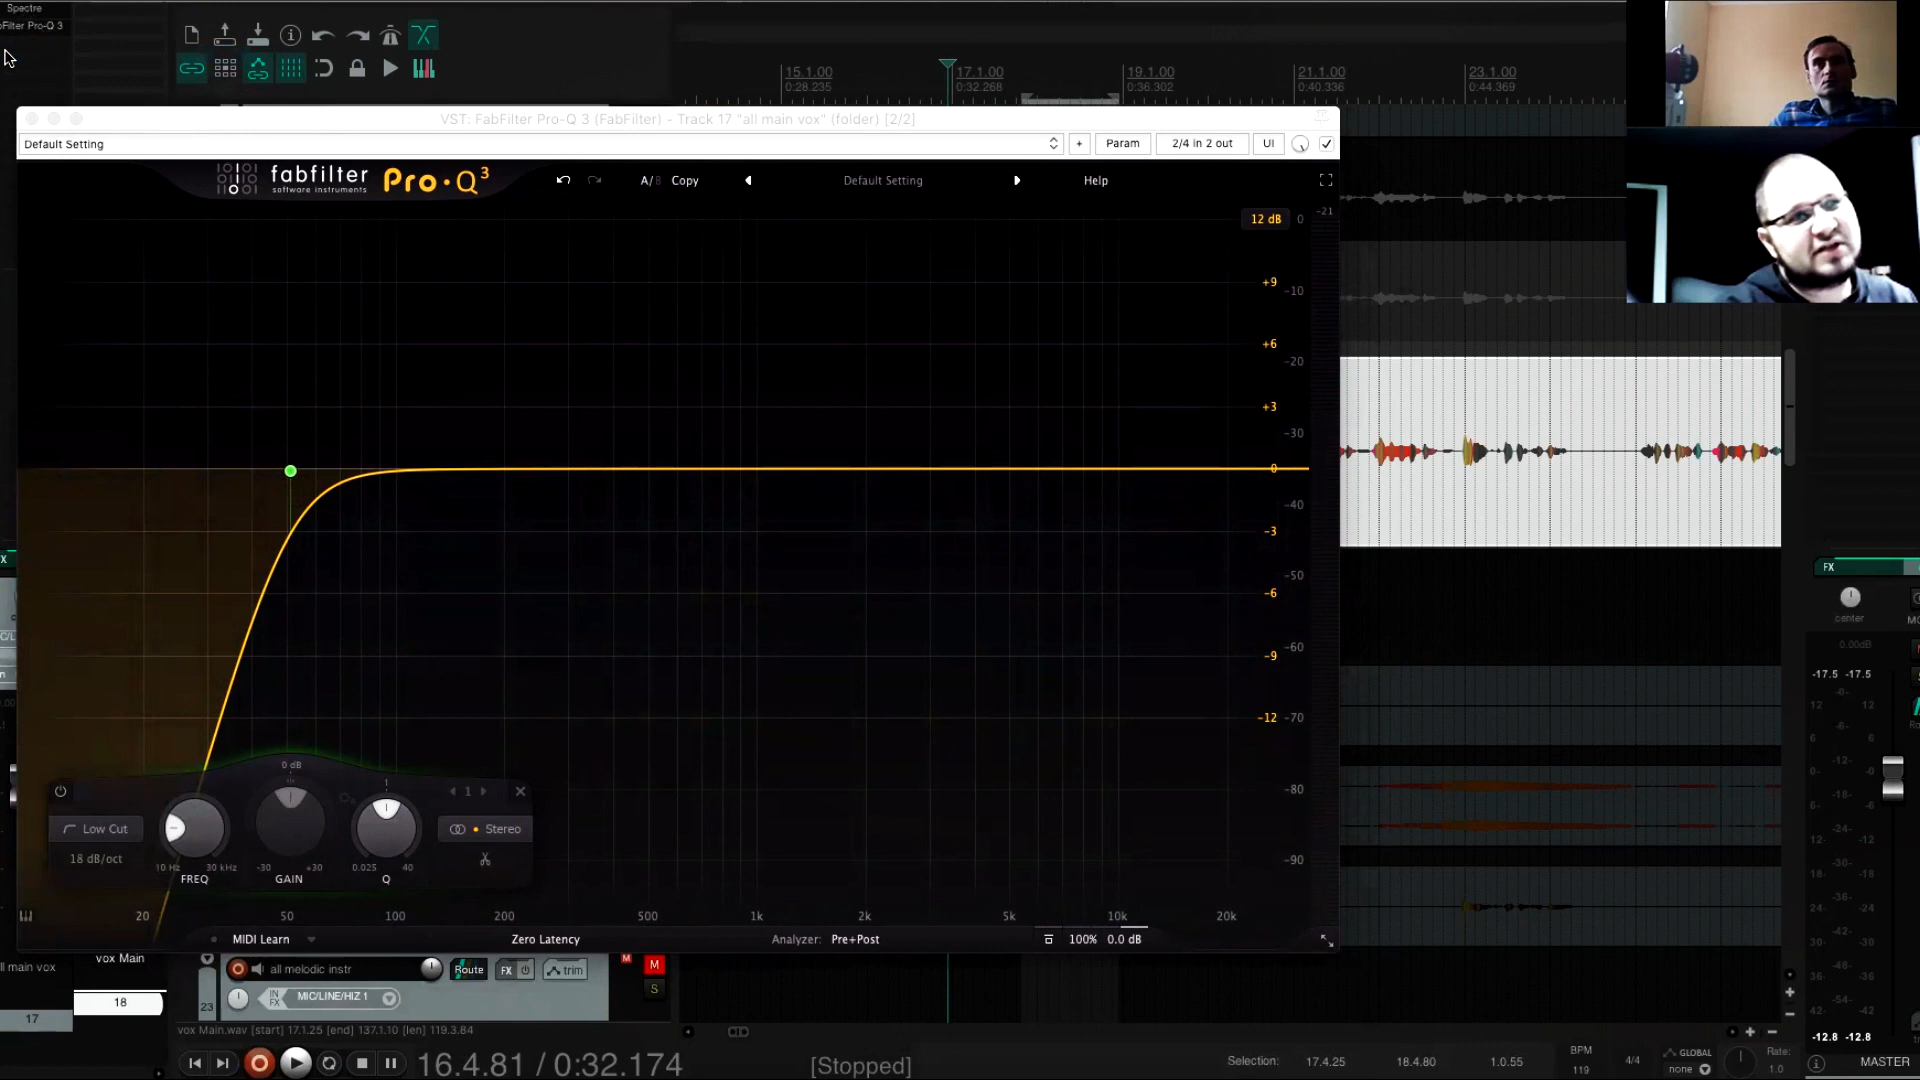 Spectre
Filter Pro-Q 3
15.1.00
0:28.235
17.1.00
0:32.268
19.1.00
0:36.302
21.1.00
0:40.336
23.1.00
0:44.369
VST: FabFilter Pro-Q 3 (FabFilter) - Track 17 "all main vox" (folder) [2/2]
Default Setting
+
Param
2/4 in 2 out
UI
fabfilter
software instruments
Pro·Q3
A/B
Copy
Default Setting
Help
12 dB
0
-21
+9
-10
+6
-20
+3
-30
0
-40
-3
-50
-6
-60
-9
-12
-70
-80
-90
0 dB
1
1
Low Cut
18 dB/oct
10 Hz
30 kHz
FREQ
-30
+30
GAIN
0.025
40
Q
Stereo
20
50
100
200
500
1k
2k
5k
10k
20k
MIDI Learn
Zero Latency
Analyzer:
Pre+Post
100%
0.0 dB
FX
center
0.00dB
-17.5 -17.5
-12.8 -12.8
MASTER
ll main vox
17
vox Main
18
23
all melodic instr
Route
FX
trim
IN
FX
MIC/LINE/HIZ 1
M
M
S
vox Main.wav [start] 17.1.25 [end] 137.1.10 [len] 119.3.84
16.4.81 / 0:32.174
[Stopped]
Selection:
17.4.25
18.4.80
1.0.55
BPM
119
4/4
GLOBAL
none
Rate:
1.0